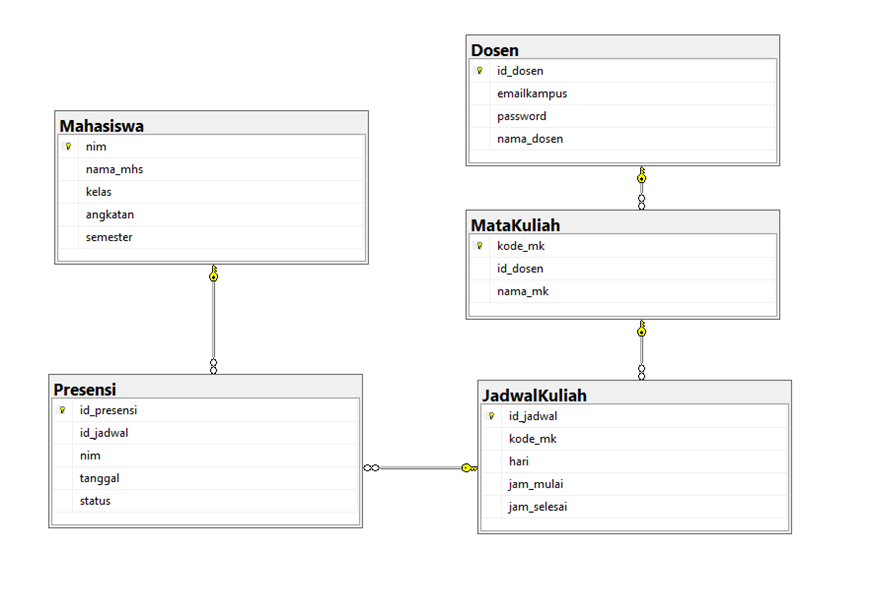 Dosen
id_dosen
emailkampus
password
nama_dosen
Mahasiswa
nim
nama_mhs
kelas
angkatan
semester
MataKuliah
kode_mk
id_dosen
nama_mk
Presensi
id_presensi
id_jadwal
nim
tanggal
status
JadwalKuliah
id_jadwal
kode_mk
hari
jam_mulai
jam_selesai